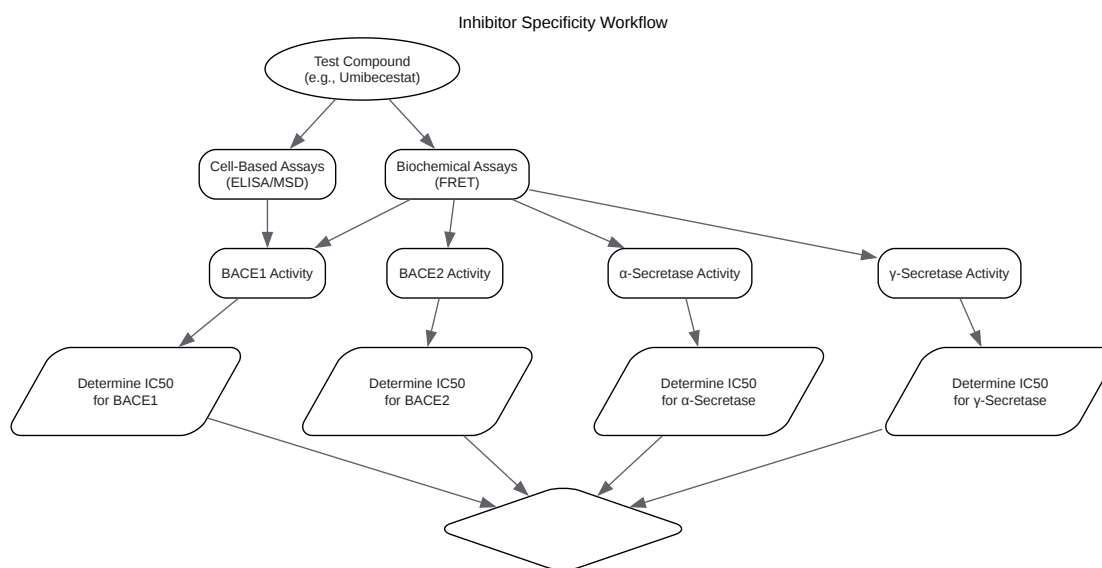 Inhibitor Specificity Workflow
Test Compound
(e.g., Umibecestat)
Cell-Based Assays
(ELISA/MSD)
Biochemical Assays
(FRET)
BACE1 Activity
BACE2 Activity
α-Secretase Activity
γ-Secretase Activity
Determine IC50
for BACE1
Determine IC50
for BACE2
Determine IC50
for α-Secretase
Determine IC50
for γ-Secretase